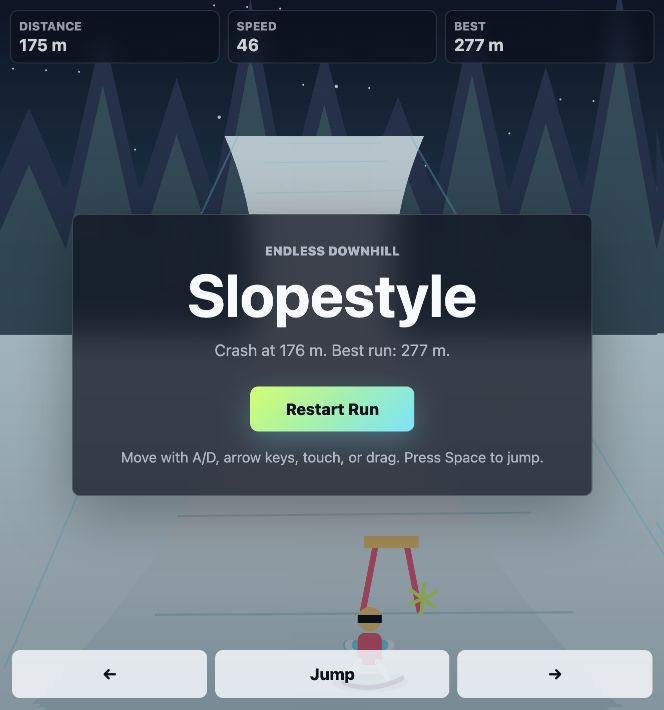 DISTANCE
175 m
SPEED
46
BEST
277 m
ENDLESS DOWNHILL
Slopestyle
Crash at 176 m. Best run: 277 m.
Restart Run
Move with A/D, arrow keys, touch, or drag. Press Space to jump.
← Jump →